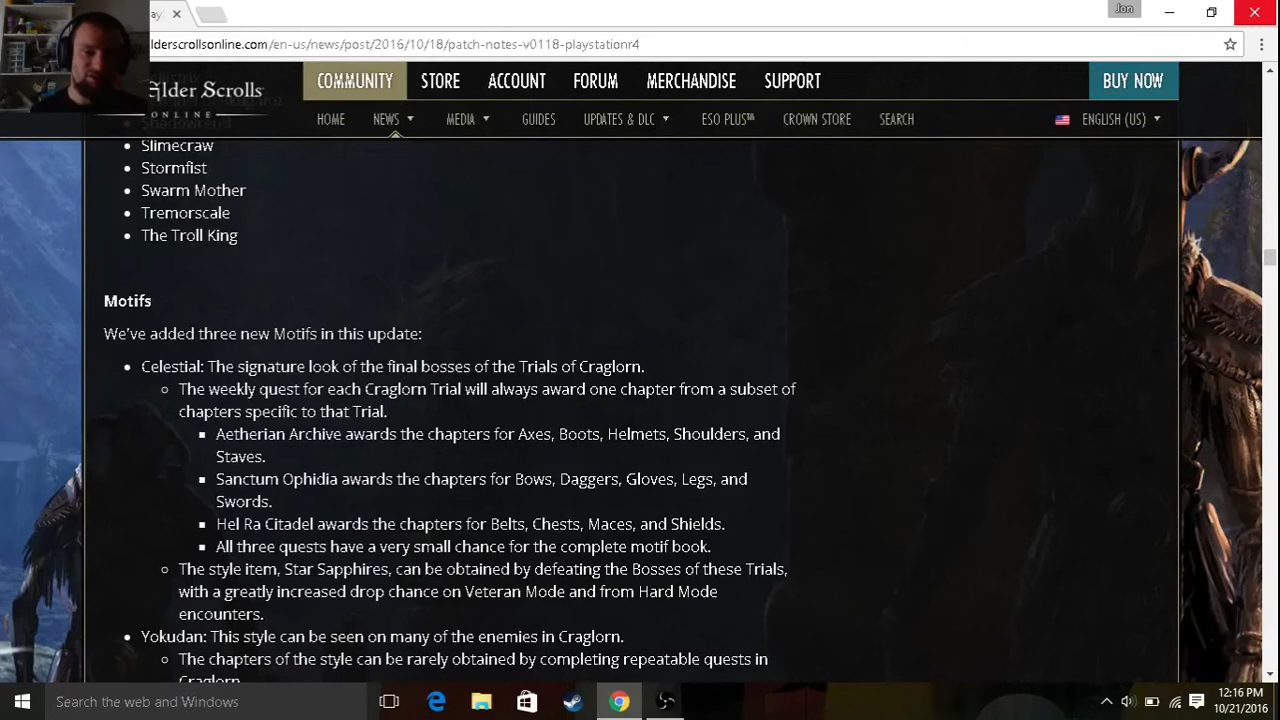 Jon
lderscrollsonline.com/en-us/news/post/2016/10/18/patch-notes-v0118-playstationr4
Elder Scrolls
ONLINE
COMMUNITY STORE ACCOUNT FORUM MERCHANDISE SUPPORT BUY NOW
HOME NEWS MEDIA GUIDES UPDATES & DLC ESO PLUS™ CROWN STORE SEARCH ENGLISH (US)
• Slimecraw
• Stormfist
• Swarm Mother
• Tremorscale
• The Troll King
Motifs
We've added three new Motifs in this update:
• Celestial: The signature look of the final bosses of the Trials of Craglorn.
The weekly quest for each Craglorn Trial will always award one chapter from a subset of
chapters specific to that Trial.
Aetherian Archive awards the chapters for Axes, Boots, Helmets, Shoulders, and
Staves.
Sanctum Ophidia awards the chapters for Bows, Daggers, Gloves, Legs, and
Swords.
Hel Ra Citadel awards the chapters for Belts, Chests, Maces, and Shields.
All three quests have a very small chance for the complete motif book.
The style item, Star Sapphires, can be obtained by defeating the Bosses of these Trials,
with a greatly increased drop chance on Veteran Mode and from Hard Mode
encounters.
• Yokudan: This style can be seen on many of the enemies in Craglorn.
The chapters of the style can be rarely obtained by completing repeatable quests in
Craglorn.
Search the web and Windows
12:16 PM
10/21/2016